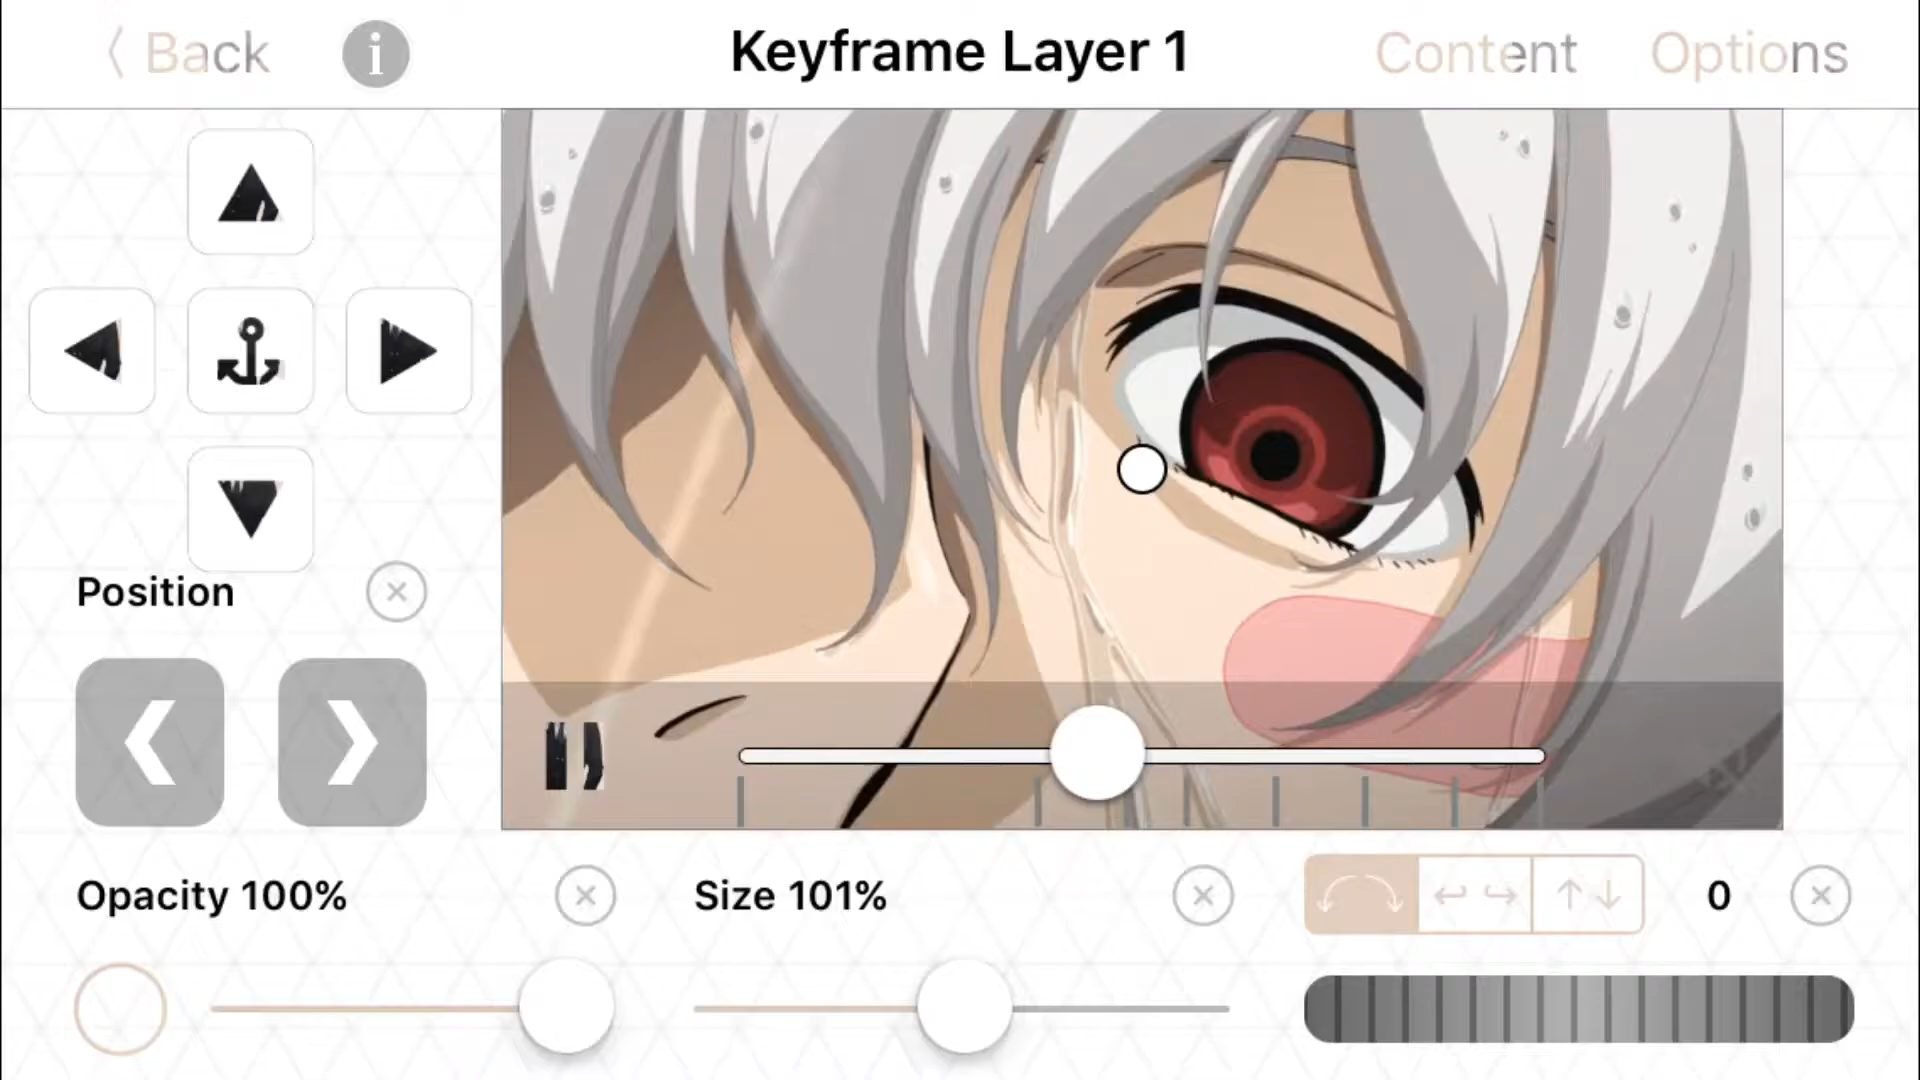 Back
i
Keyframe Layer 1
Content
Options
Position
Opacity 100%
Size 101%
0